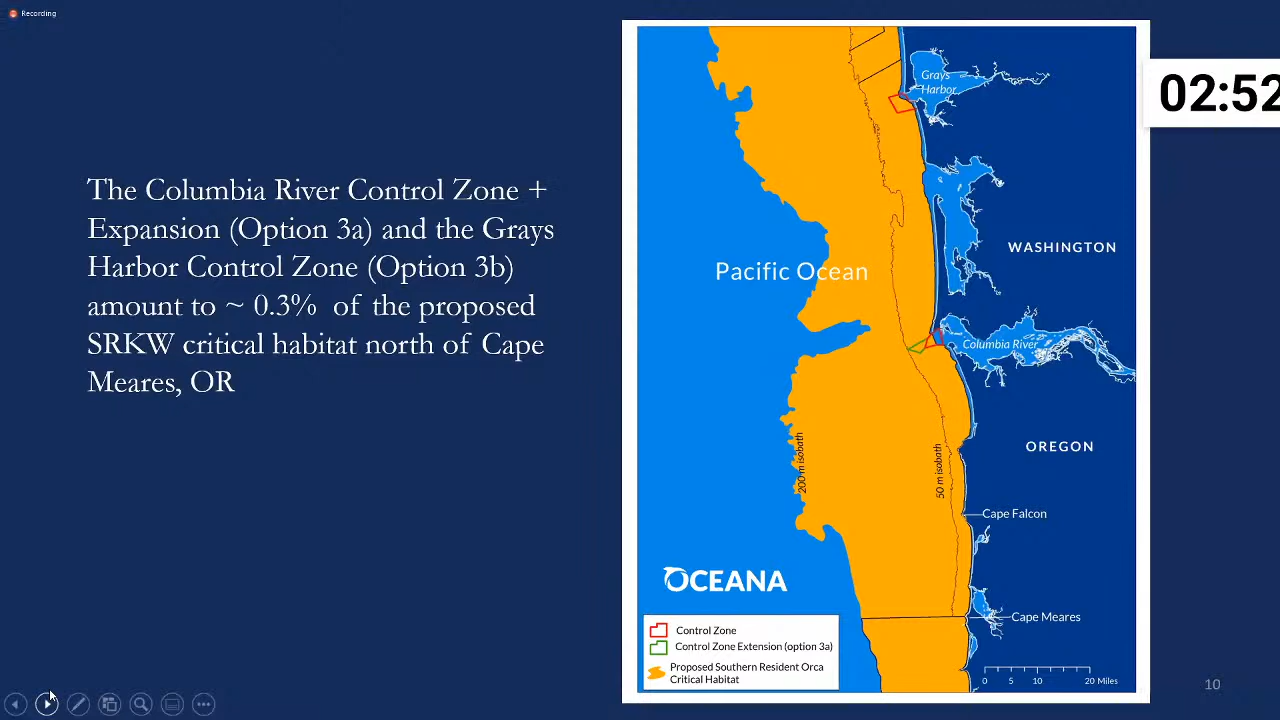 Recording
02:52
The Columbia River Control Zone +
Expansion (Option 3a) and the Grays
Harbor Control Zone (Option 3b)
amount to ~ 0.3% of the proposed
SRKW critical habitat north of Cape
Meares, OR
Grays
Harbor
WASHINGTON
Pacific Ocean
Columbia River
OREGON
200 m isobath
50 m isobath
Cape Falcon
OCEANA
Cape Meares
Control Zone
Control Zone Extension (option 3a)
Proposed Southern Resident Orca
Critical Habitat
0 5 10 20 Miles
10